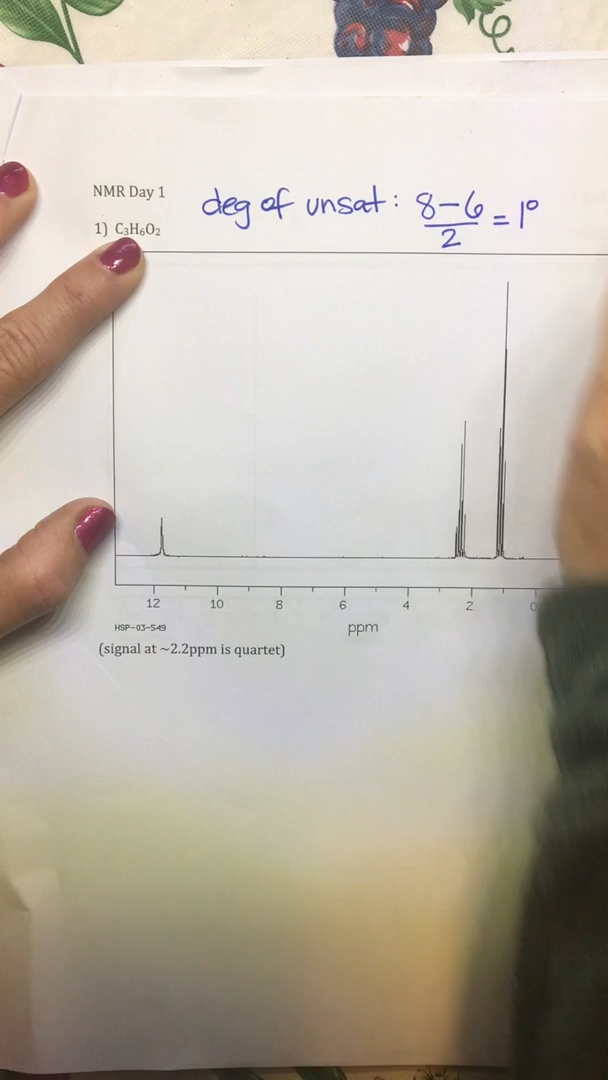 NMR Day 1
deg of unsat: 8-6/2 = 1°
1) C₃H₆O₂
12 10 8 6 4 2 0
HSP-03-549
ppm
(signal at ~2.2ppm is quartet)